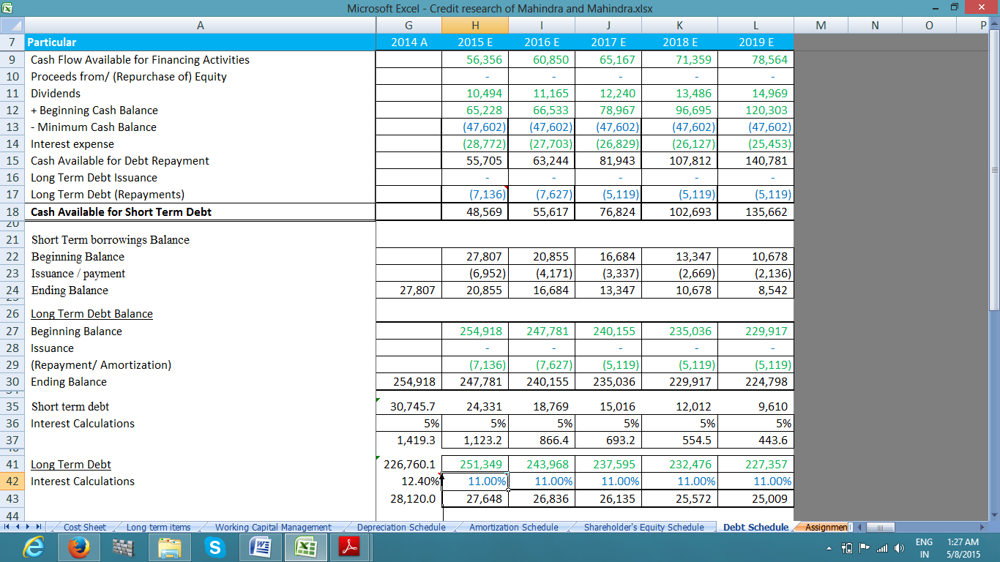 Microsoft Excel - Credit research of Mahindra and Mahindra.xlsx
A G H I J K L M N O P
7 Particular 2014 A 2015 E 2016 E 2017 E 2018 E 2019 E
9 Cash Flow Available for Financing Activities 56,356 60,850 65,167 71,359 78,564
10 Proceeds from/ (Repurchase of) Equity - - - - -
11 Dividends 10,494 11,165 12,240 13,486 14,969
12 + Beginning Cash Balance 65,228 66,533 78,967 96,695 120,303
13 - Minimum Cash Balance (47,602) (47,602) (47,602) (47,602) (47,602)
14 Interest expense (28,772) (27,703) (26,829) (26,127) (25,453)
15 Cash Available for Debt Repayment 55,705 63,244 81,943 107,812 140,781
16 Long Term Debt Issuance - - - - -
17 Long Term Debt (Repayments) (7,136) (7,627) (5,119) (5,119) (5,119)
18 Cash Available for Short Term Debt 48,569 55,617 76,824 102,693 135,662
20
21 Short Term borrowings Balance
22 Beginning Balance 27,807 20,855 16,684 13,347 10,678
23 Issuance / payment (6,952) (4,171) (3,337) (2,669) (2,136)
24 Ending Balance 27,807 20,855 16,684 13,347 10,678 8,542
26 Long Term Debt Balance
27 Beginning Balance 254,918 247,781 240,155 235,036 229,917
28 Issuance - - - - -
29 (Repayment/ Amortization) (7,136) (7,627) (5,119) (5,119) (5,119)
30 Ending Balance 254,918 247,781 240,155 235,036 229,917 224,798
35 Short term debt 30,745.7 24,331 18,769 15,016 12,012 9,610
36 Interest Calculations 5% 5% 5% 5% 5% 5%
37 1,419.3 1,123.2 866.4 693.2 554.5 443.6
41 Long Term Debt 226,760.1 251,349 243,968 237,595 232,476 227,357
42 Interest Calculations 12.40% 11.00% 11.00% 11.00% 11.00% 11.00%
43 28,120.0 27,648 26,836 26,135 25,572 25,009
44
Cost Sheet Long term items Working Capital Management Depreciation Schedule Amortization Schedule Shareholder's Equity Schedule Debt Schedule Assignmen
ENG 1:27 AM
IN 5/8/2015